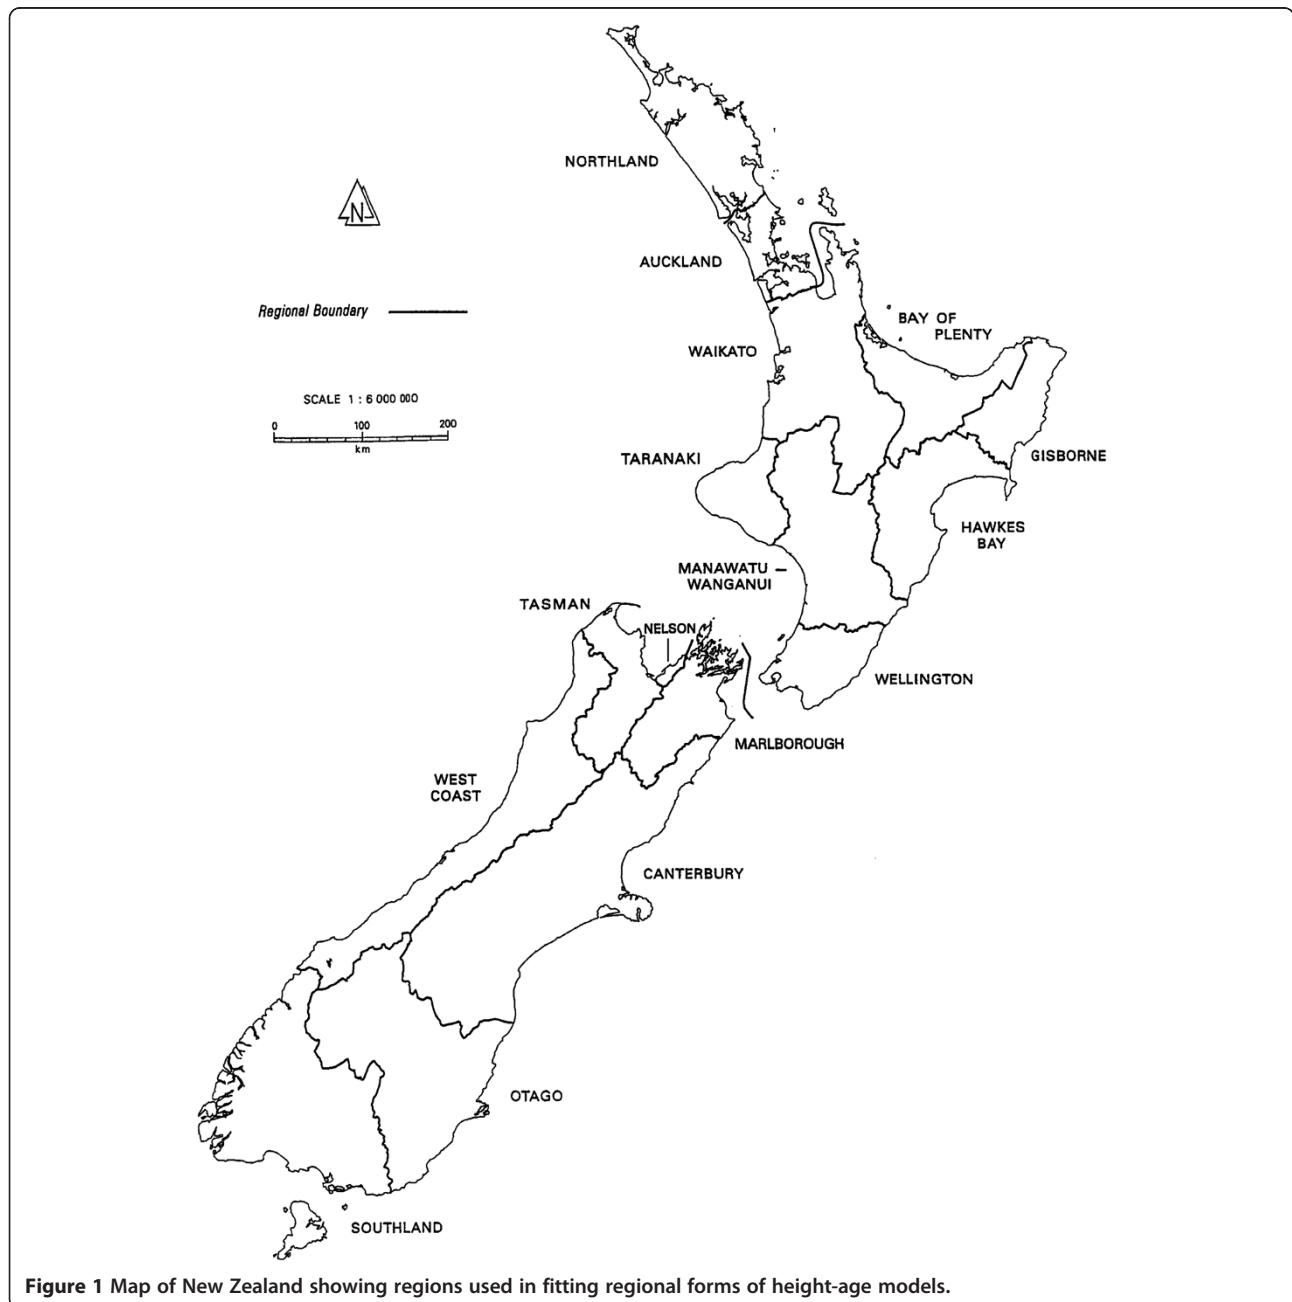 NORTHLAND
N
AUCKLAND
Regional Boundary
BAY OF
PLENTY
WAIKATO
SCALE 1 : 6 000 000
0 100 200
km
TARANAKI
GISBORNE
HAWKES
BAY
MANAWATU –
WANGANUI
TASMAN
NELSON
WELLINGTON
MARLBOROUGH
WEST
COAST
CANTERBURY
OTAGO
SOUTHLAND
Figure 1 Map of New Zealand showing regions used in fitting regional forms of height-age models.